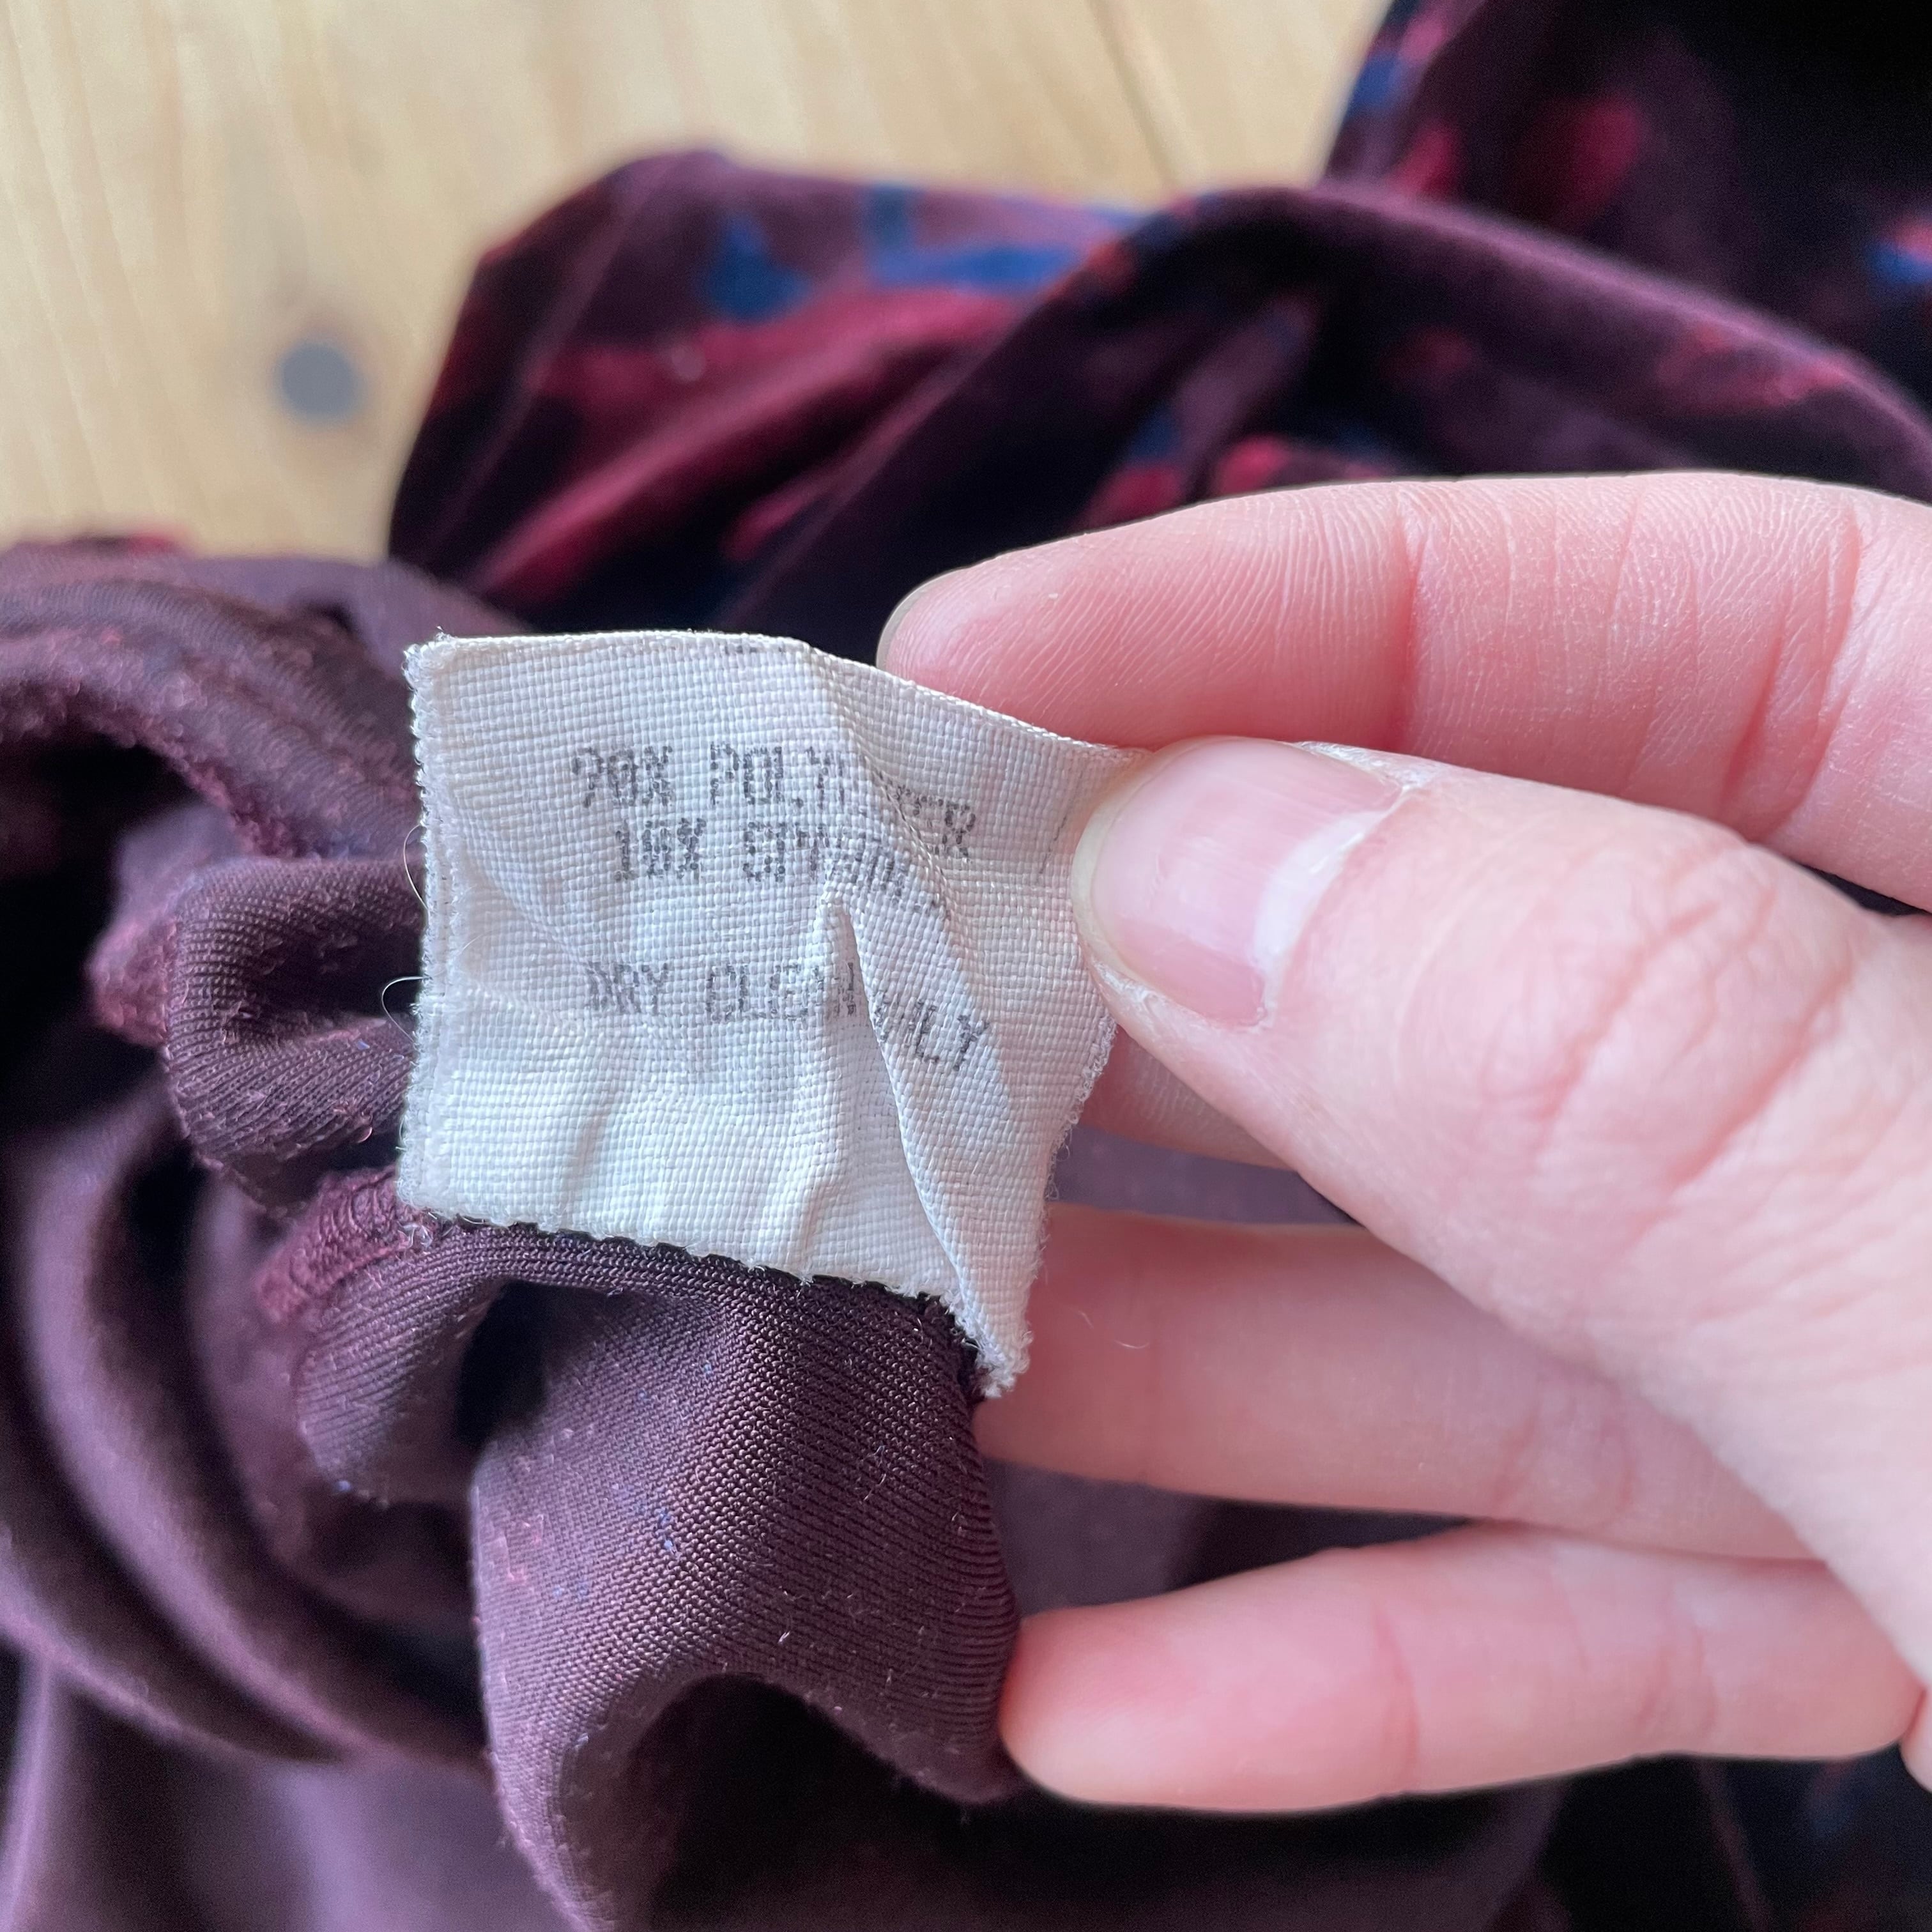 90% POLYESTER
10% SPANDEX
DRY CLEAN ONLY